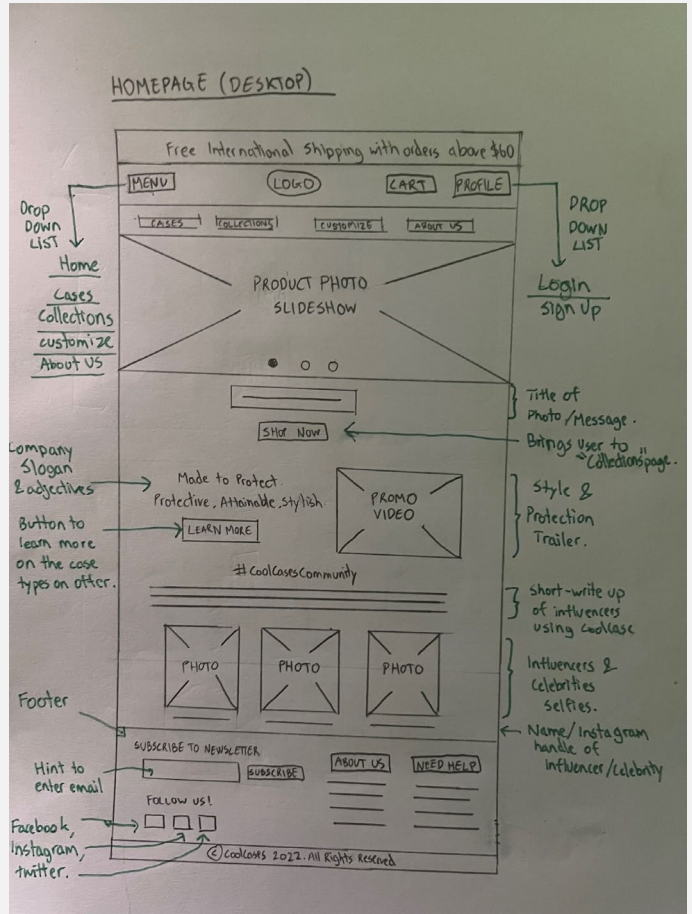 HOMEPAGE (DESKTOP)
Free International Shipping with orders above $60
MENU
LOGO
CART
PROFILE
CASES
COLLECTIONS
CUSTOMIZE
ABOUT US
DROP
DOWN
LIST
Home
Cases
Collections
customize
About US
DROP
DOWN
LIST
Login
Sign Up
PRODUCT PHOTO
SLIDESHOW
Title of
Photo/Message.
SHOP NOW
Brings user to
"Collections" page.
Company
Slogan
& adjectives
Made to Protect.
Protective, Attainable, Stylish.
LEARN MORE
Button to
learn more
on the case
types on offer.
PROMO
VIDEO
Style &
Protection
Trailer.
#CoolCasesCommunity
Short-write up
of influencers
using coolcase
PHOTO
PHOTO
PHOTO
Influencers &
Celebrities
Selfies.
Name/Instagram
handle of
Influencer/Celebrity
Footer
SUBSCRIBE TO NEWSLETTER
SUBSCRIBE
ABOUT US
NEED HELP
Hint to
enter email
FOLLOW US!
Facebook,
Instagram,
twitter.
© CoolCases 2022. All Rights Reserved